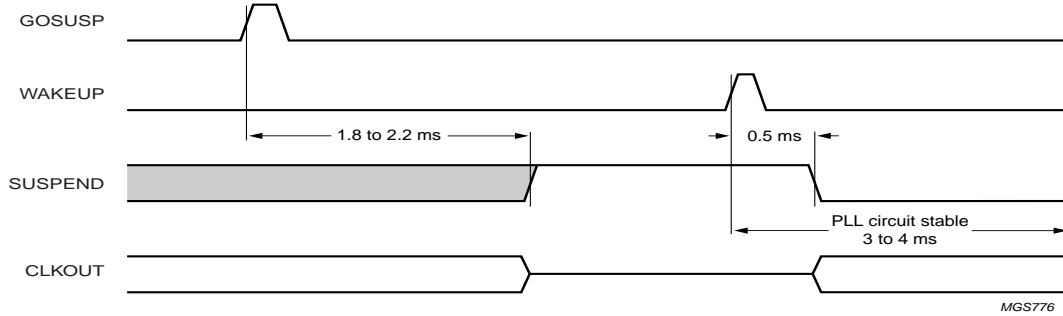 GOSUSP
WAKEUP
1.8 to 2.2 ms
0.5 ms
SUSPEND
PLL circuit stable
3 to 4 ms
CLKOUT
MGS776